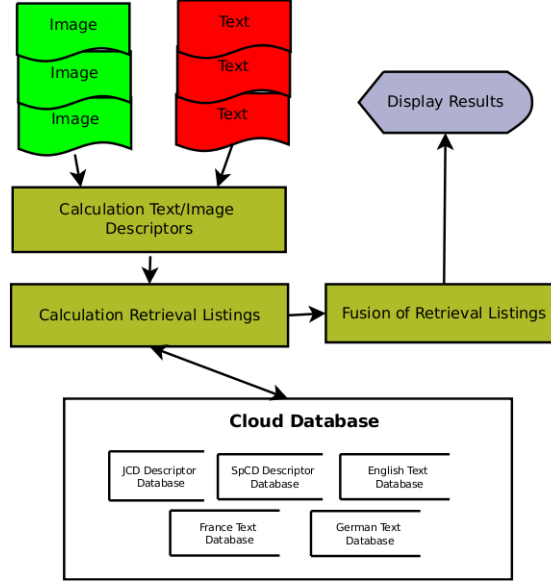 Image
Text
Image
Text
Image
Text
Display Results
Calculation Text/Image
Descriptors
Calculation Retrieval Listings
Fusion of Retrieval Listings
Cloud Database
JCD Descriptor
Database
SpCD Descriptor
Database
English Text
Database
France Text
Database
German Text
Database